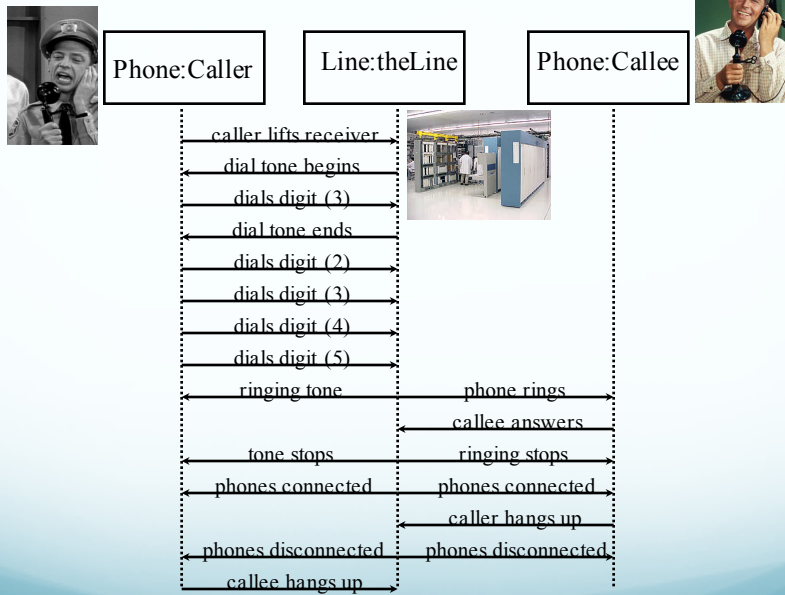 Phone:Caller
Line:theLine
Phone:Callee
caller lifts receiver
dial tone begins
dials digit (3)
dial tone ends
dials digit (2)
dials digit (3)
dials digit (4)
dials digit (5)
ringing tone phone rings
callee answers
tone stops ringing stops
phones connected phones connected
caller hangs up
phones disconnected phones disconnected
callee hangs up